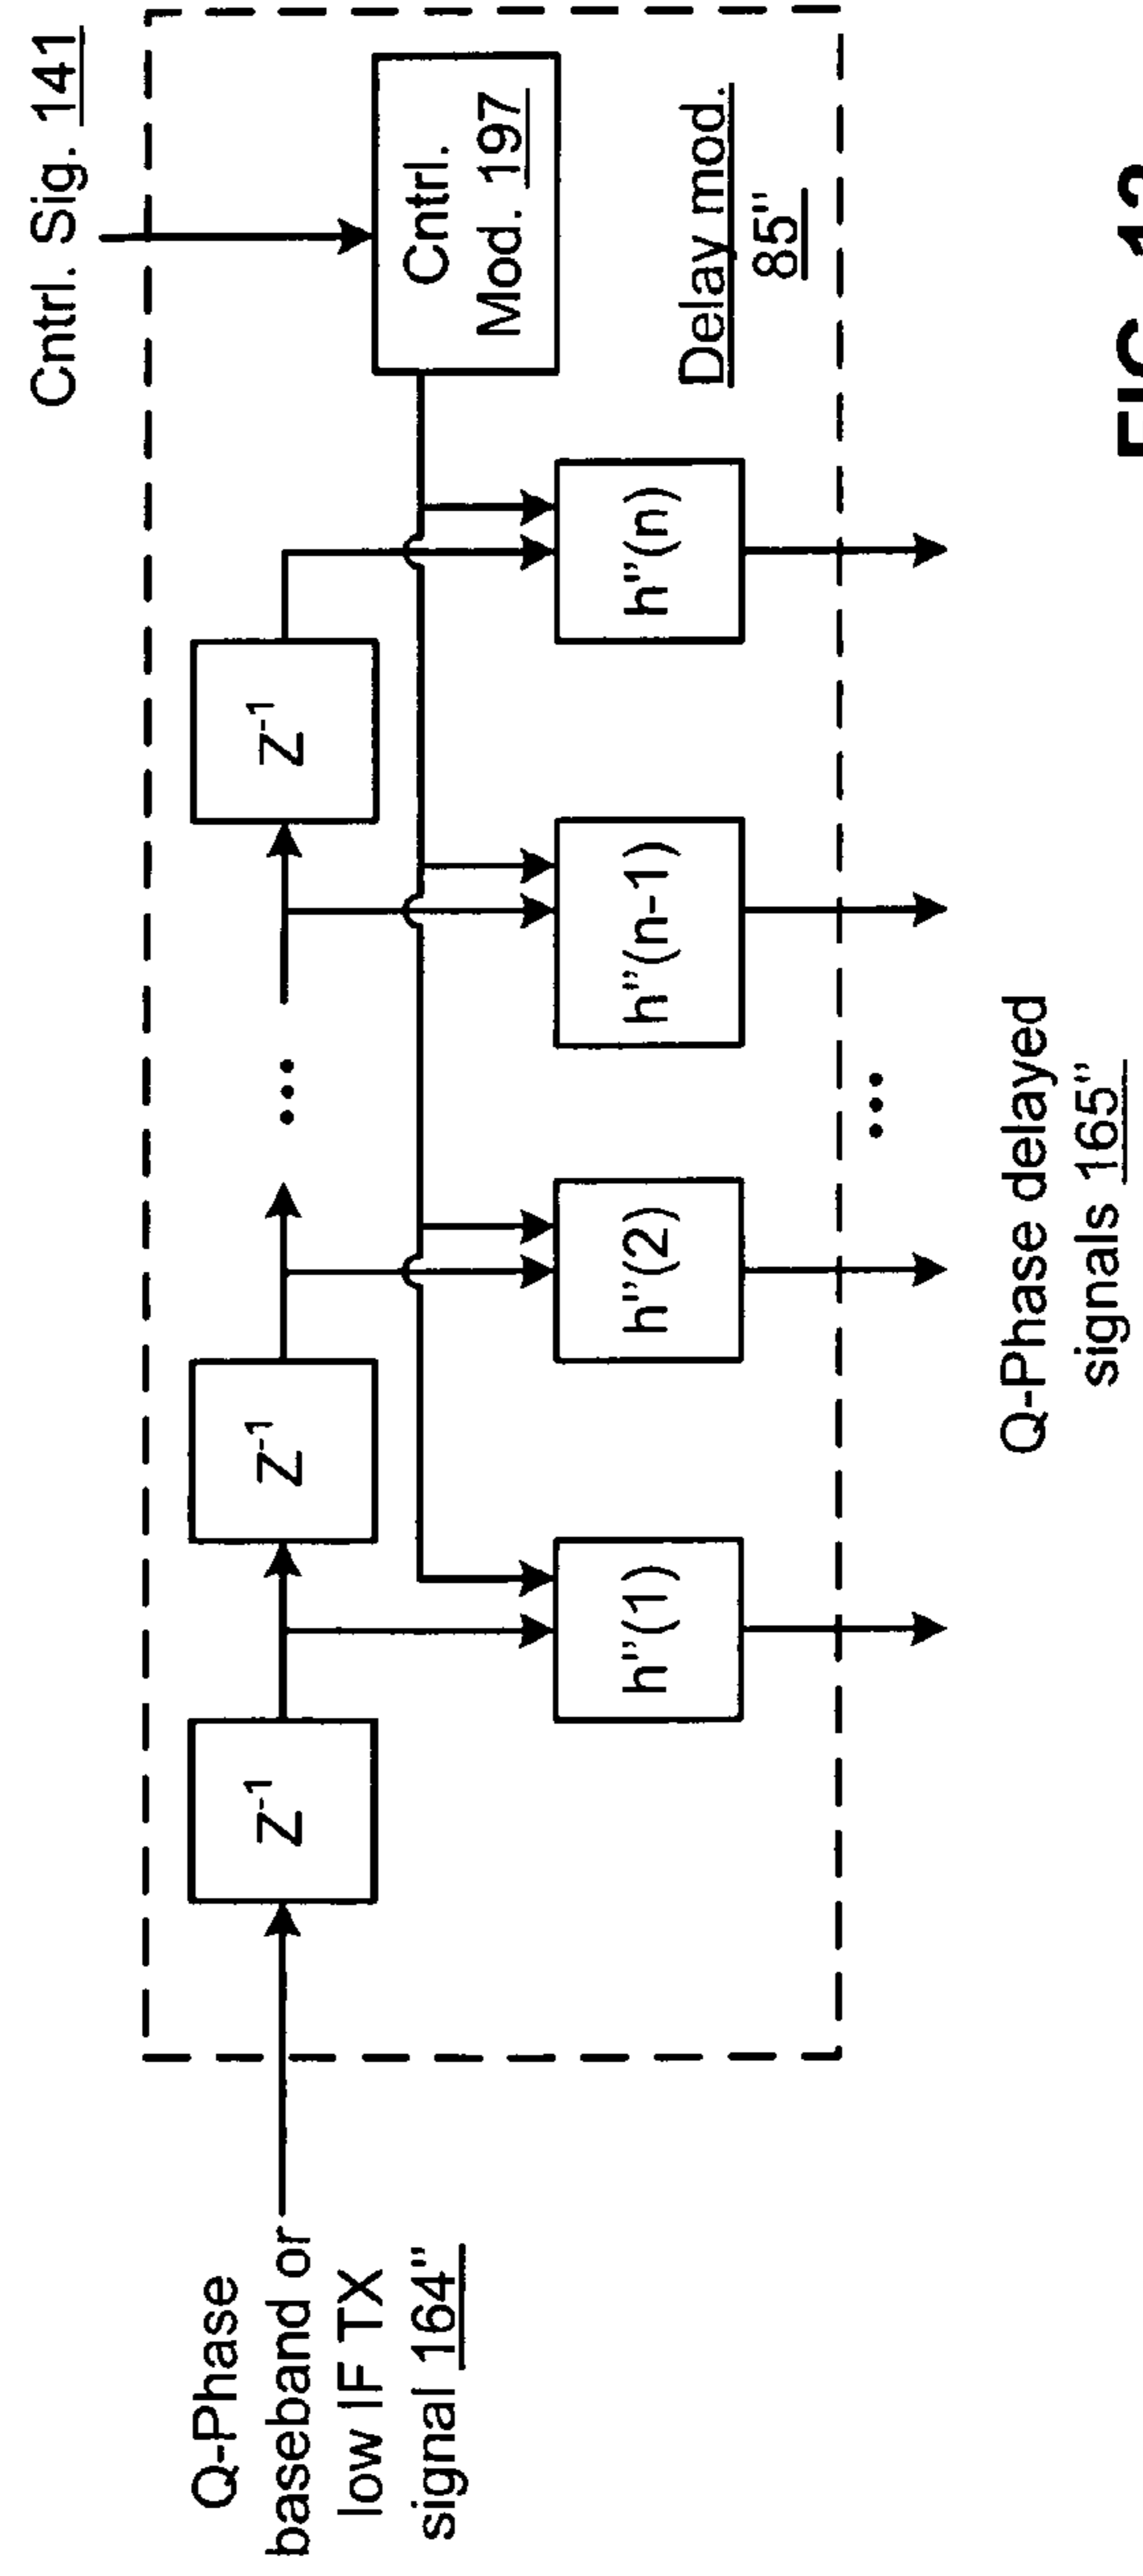 Cntrl. Sig. 141
Q-Phase
baseband or
low IF TX
signal 164"
Z-1
Z-1
...
Z-1
Cntrl.
Mod. 197
h"(1)
h"(2)
h"(n-1)
h"(n)
Delay mod.
85"
...
Q-Phase delayed
signals 165"